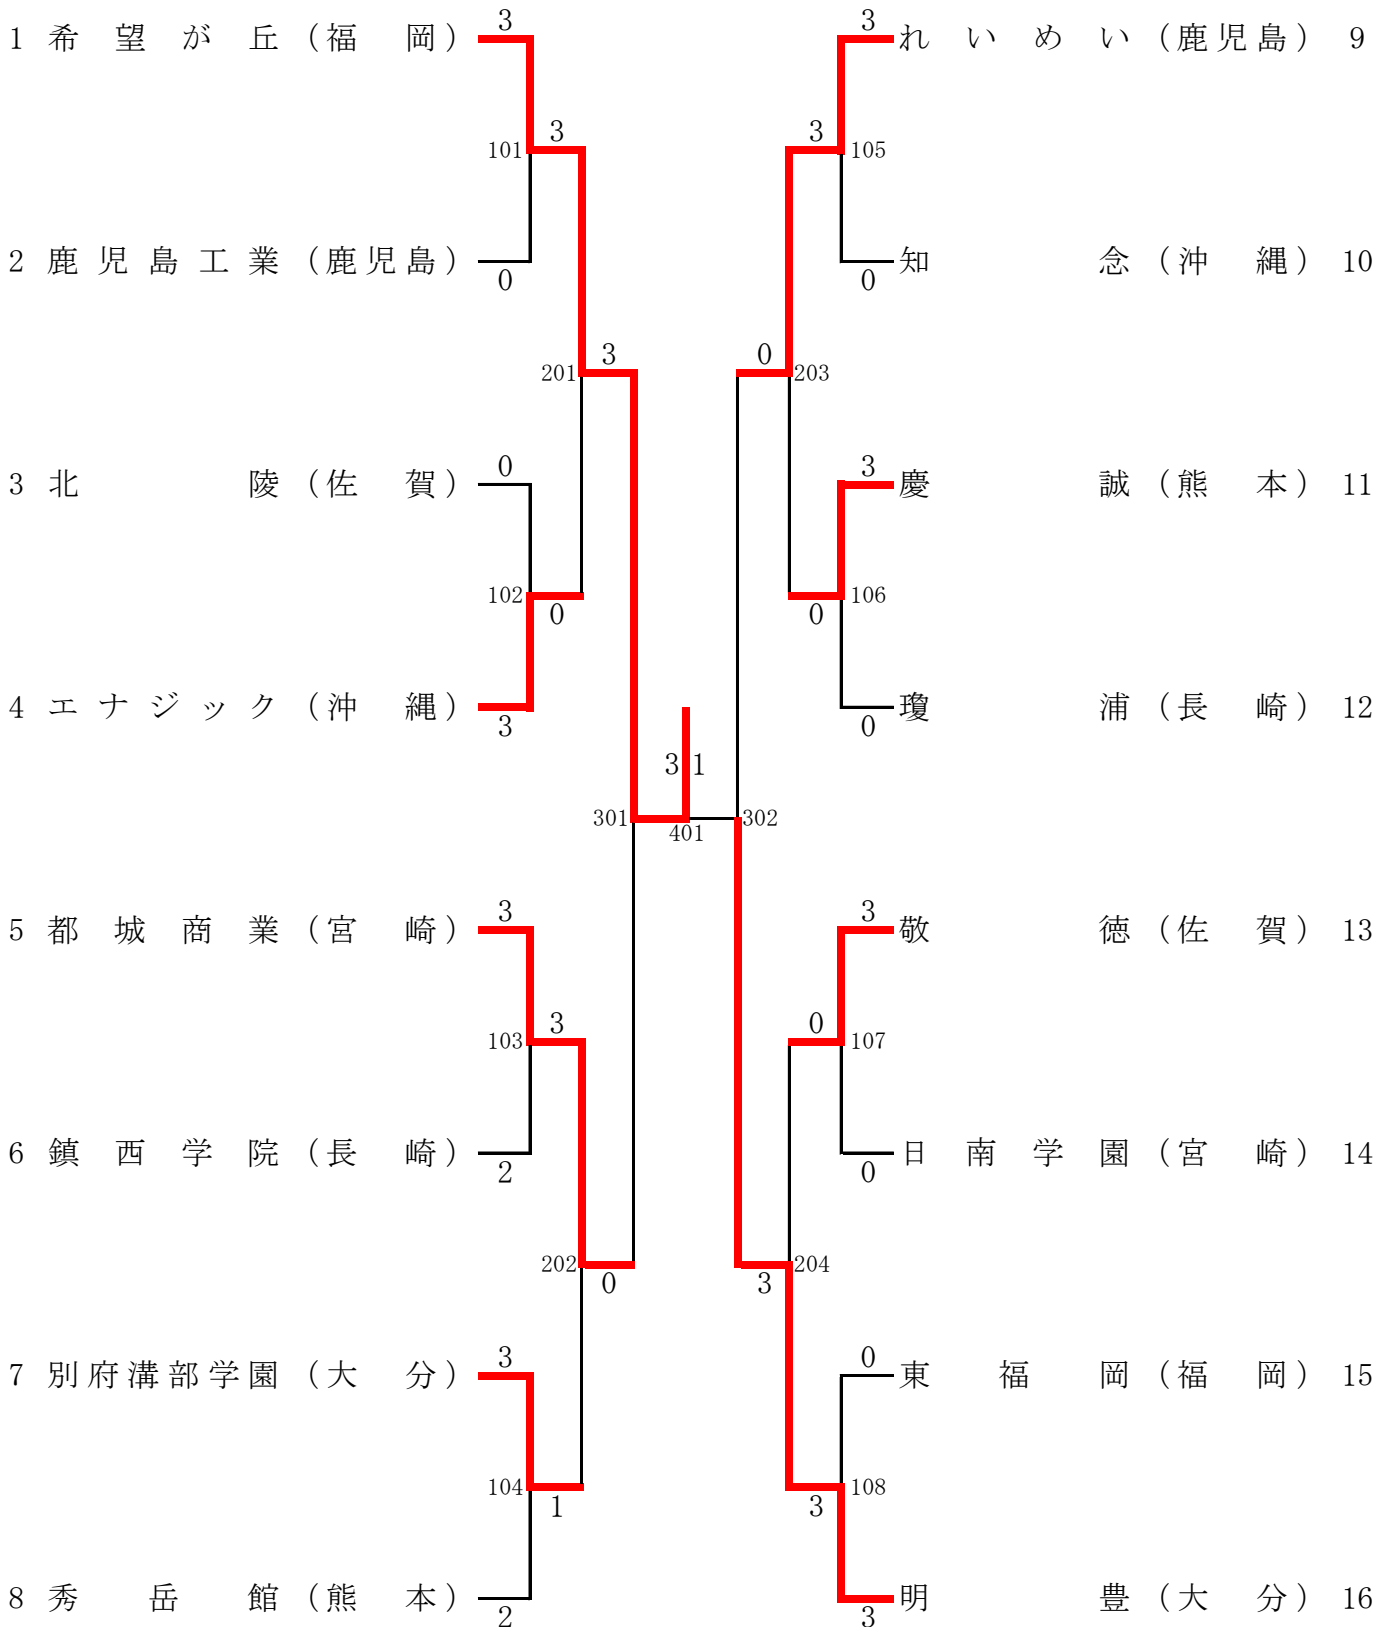 3 3
1 希望が丘(福岡) れいめい(鹿児島) 9
3 3
101 105
2 鹿児島工業(鹿児島) 知念(沖縄) 10
0 0
3 0
201 203
0 3
3 北陵(佐賀) 慶誠(熊本) 11
102 106
0 0
4 エナジック(沖縄) 瓊浦(長崎) 12
3 0
3 1
301 302
401
3 3
5 都城商業(宮崎) 敬徳(佐賀) 13
3 0
103 107
6 鎮西学院(長崎) 日南学園(宮崎) 14
2 0
202 204
0 3
3 0
7 別府溝部学園(大分) 東福岡(福岡) 15
104 108
1 3
8 秀岳館(熊本) 明豊(大分) 16
2 3